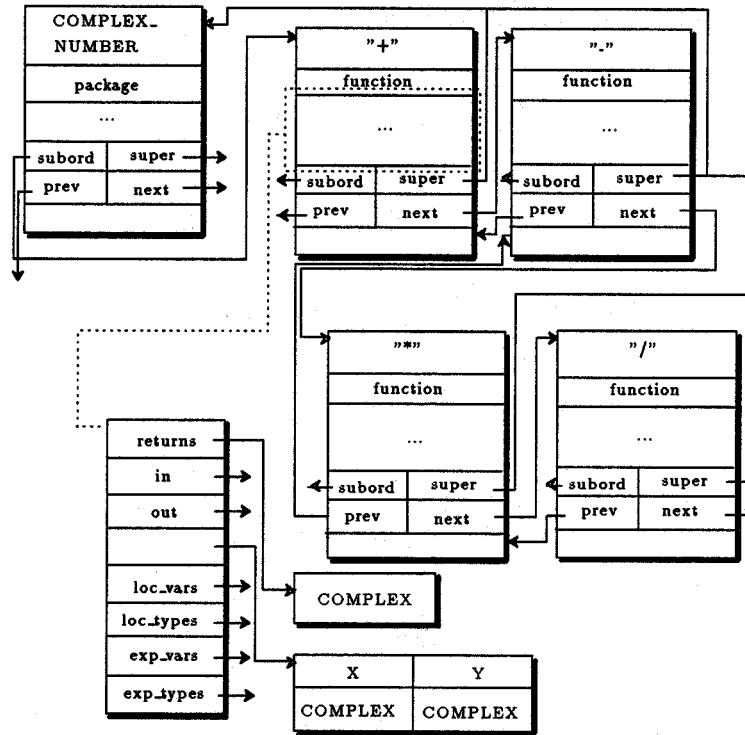 COMPLEX_
NUMBER
package
...
subord super
prev next
"+"
function
...
subord super
prev next
"-"
function
...
subord super
prev next
"*"
function
...
subord super
prev next
"/"
function
...
subord super
prev next
returns
in
out
loc_vars
loc_types
exp_vars
exp_types
COMPLEX
X Y
COMPLEX COMPLEX